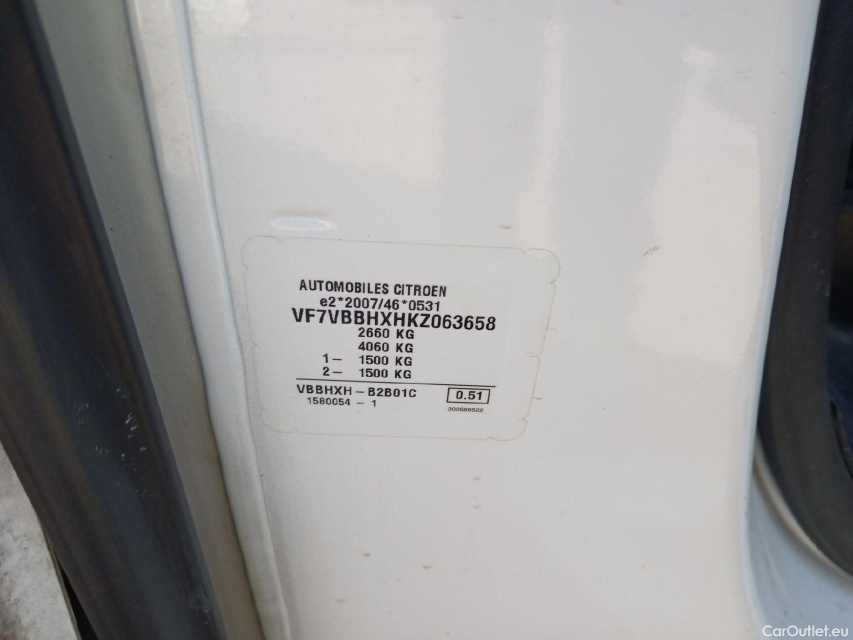 AUTOMOBILES CITROEN
e2*2007/46*0531
VF7VBBHXHKZ063658
2660 KG
4060 KG
1- 1500 KG
2- 1500 KG
VBBHXH-B2B01C 0.51
1580054 - 1
CarOutlet.eu